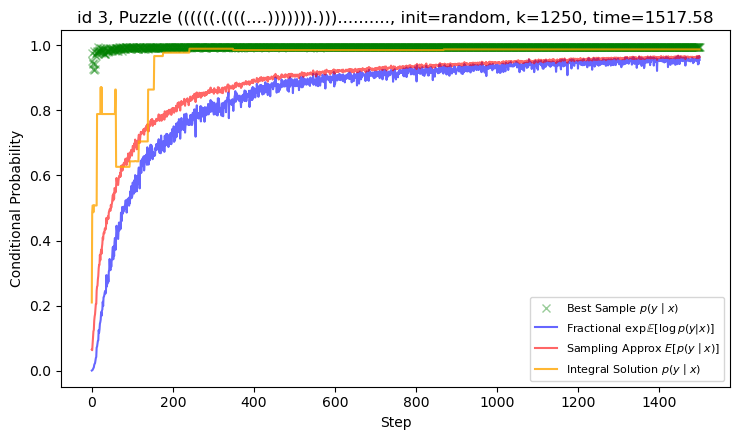 id 3, Puzzle ((((((.((((....))))))).))).........., init=random, k=1250, time=1517.58
Conditional Probability
1.0
0.8
0.6
0.4
0.2
0.0
0
200
400
600
800
1000
1200
1400
Step
Best Sample p(y | x)
Fractional exp𝔼[log p(y|x)]
Sampling Approx E[p(y | x)]
Integral Solution p(y | x)